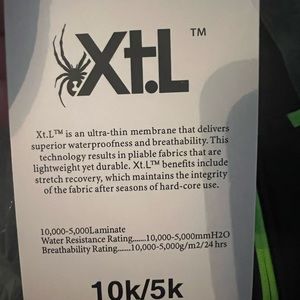 Xt.L™
Xt.L™ is an ultra-thin membrane that delivers
superior waterproofness and breathability. This
technology results in pliable fabrics that are
lightweight yet durable. Xt.L™ benefits include
stretch recovery, which maintains the integrity
of the fabric after seasons of hard-core use.
10,000-5,000Laminate
Water Resistance Rating......10,000-5,000mmH2O
Breathability Rating......10,000-5,000g/m2/24 hrs
10k/5k